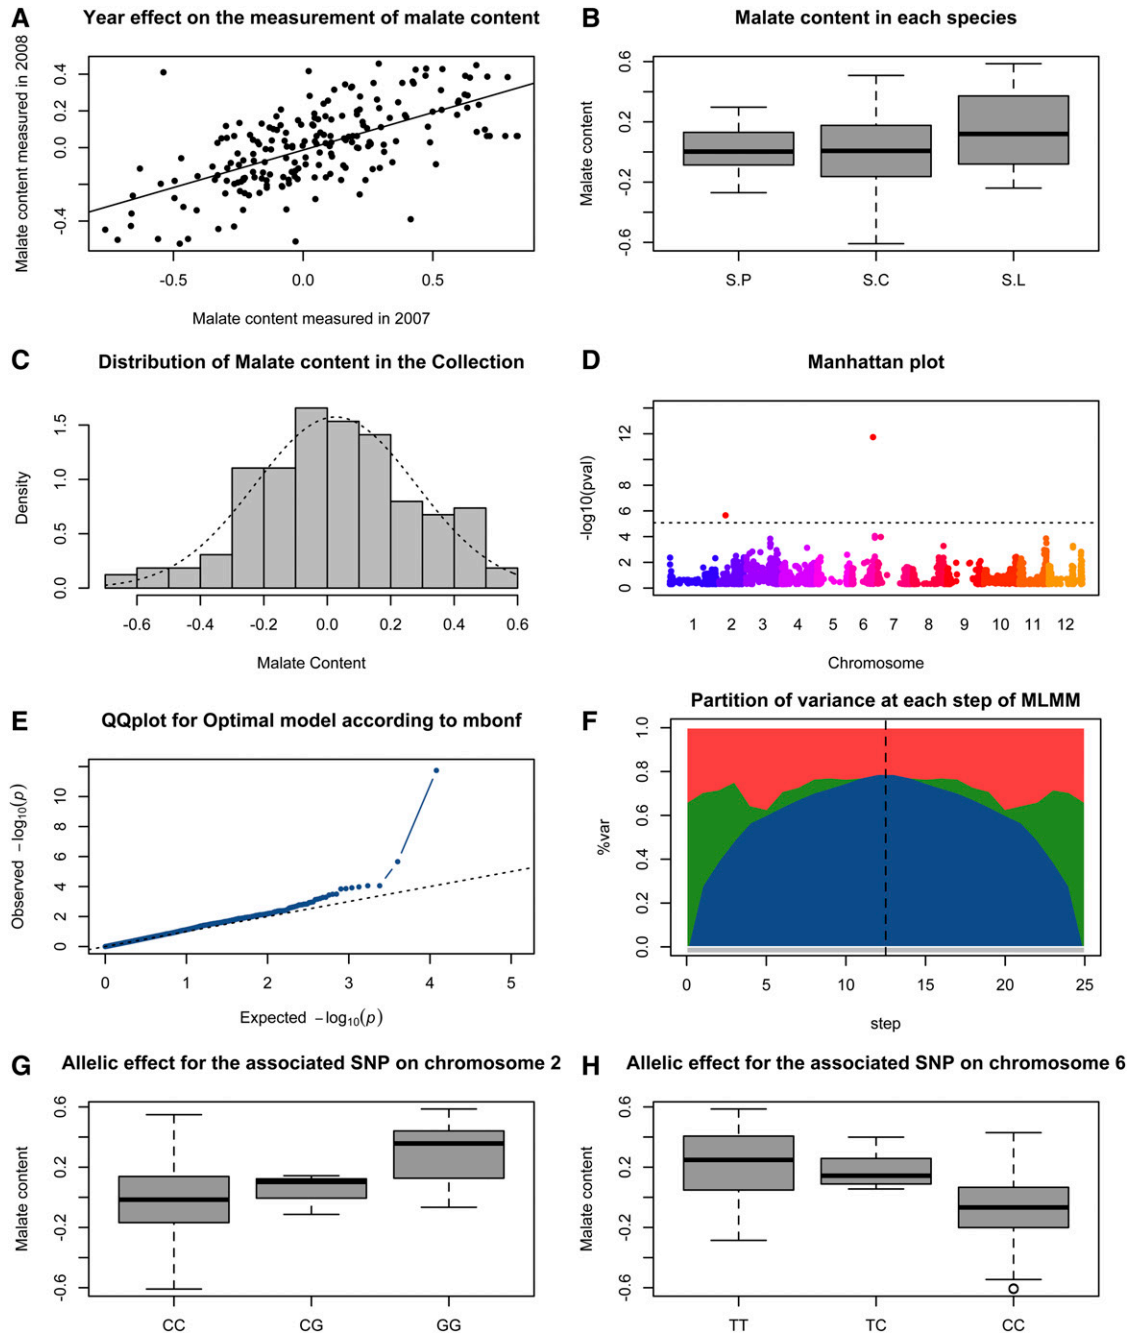 A Year effect on the measurement of malate content
Malate content measured in 2008
0.4
0.2
0.0
-0.4
-0.5 0.0 0.5
Malate content measured in 2007
B Malate content in each species
Malate content
0.6
0.2
-0.2
-0.6
S.P S.C S.L
C Distribution of Malate content in the Collection
Density
1.5
1.0
0.5
0.0
-0.6 -0.4 -0.2 0.0 0.2 0.4 0.6
Malate Content
D Manhattan plot
-log10(pval)
12
8
6
4
2
0
1 2 3 4 5 6 7 8 9 10 11 12
Chromosome
E QQplot for Optimal model according to mbonf
Observed −log10(p)
10
8
6
4
2
0
0 1 2 3 4 5
Expected −log10(p)
F Partition of variance at each step of MLMM
%var
1.0
0.8
0.6
0.4
0.2
0.0
0 5 10 15 20 25
step
G Allelic effect for the associated SNP on chromosome 2
Malate content
0.6
0.2
-0.2
-0.6
CC CG GG
H Allelic effect for the associated SNP on chromosome 6
Malate content
0.6
0.2
-0.2
-0.6
TT TC CC